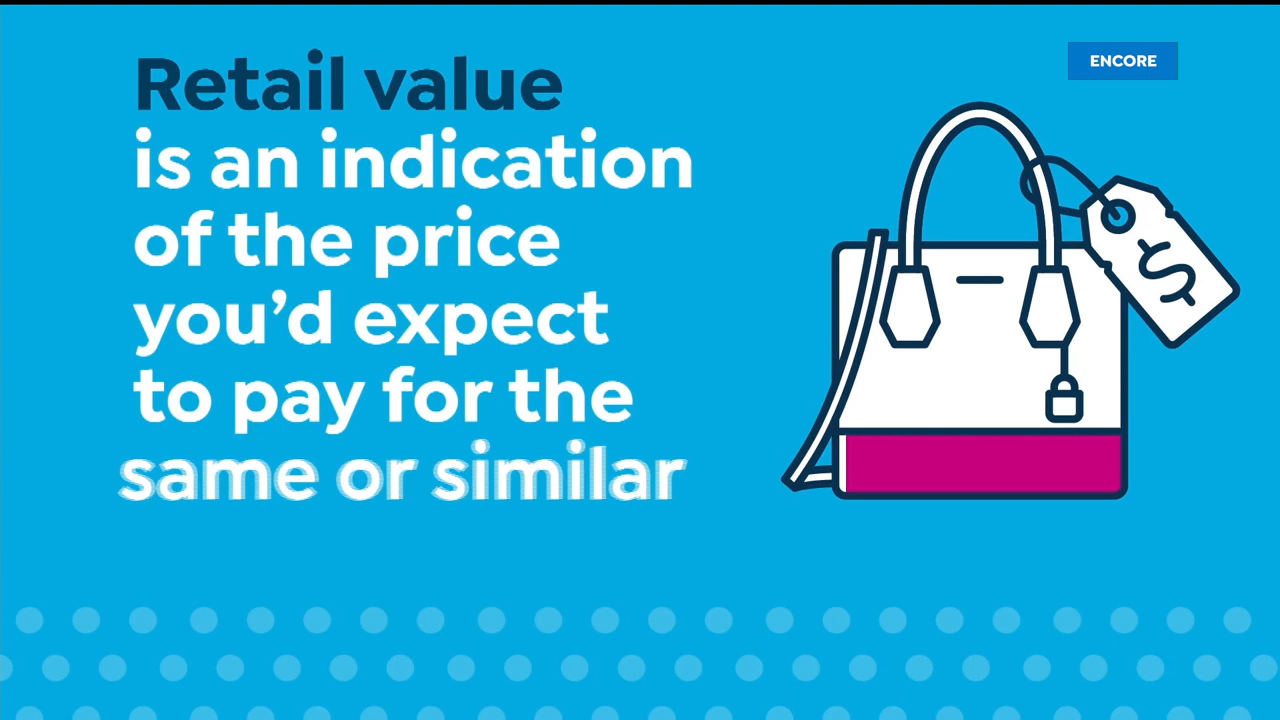 Retail value
is an indication
of the price
you’d expect
to pay for the
same or similar
ENCORE
$